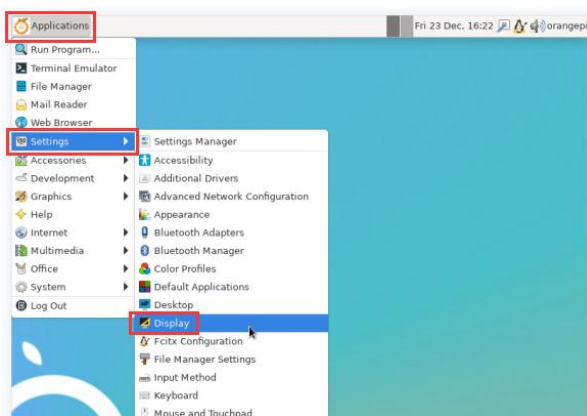 Applications
Fri 23 Dec, 16:22
orangepi
Run Program...
Terminal Emulator
File Manager
Mail Reader
Web Browser
Settings
Accessories
Development
Graphics
Help
Internet
Multimedia
Office
System
Log Out
Settings Manager
Accessibility
Additional Drivers
Advanced Network Configuration
Appearance
Bluetooth Adapters
Bluetooth Manager
Color Profiles
Default Applications
Desktop
Display
Fcitx Configuration
File Manager Settings
Input Method
Keyboard
Mouse and Touchpad